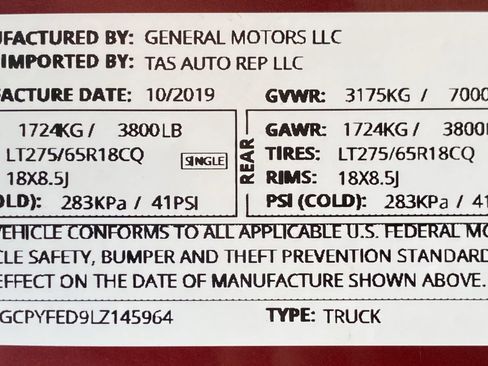 UFACTURED BY: GENERAL MOTORS LLC
IMPORTED BY: TAS AUTO REP LLC
FACTURE DATE: 10/2019 GVWR: 3175KG / 7000
1724KG / 3800LB GAWR: 1724KG / 3800
LT275/65R18CQ SINGLE REAR TIRES: LT275/65R18CQ
18X8.5J RIMS: 18X8.5J
OLD): 283KPa / 41PSI PSI (COLD): 283KPa / 41PSI
VEHICLE CONFORMS TO ALL APPLICABLE U.S. FEDERAL MO
CLE SAFETY, BUMPER AND THEFT PREVENTION STANDARD
EFFECT ON THE DATE OF MANUFACTURE SHOWN ABOVE.
GCPYFED9LZ145964 TYPE: TRUCK